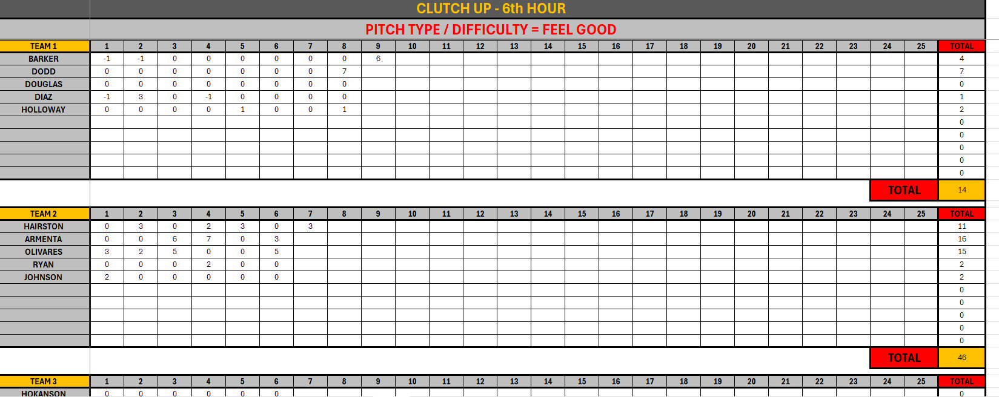 CLUTCH UP - 6th HOUR
PITCH TYPE / DIFFICULTY = FEEL GOOD
TEAM 1 1 2 3 4 5 6 7 8 9 10 11 12 13 14 15 16 17 18 19 20 21 22 23 24 25 TOTAL
BARKER -1 -1 0 0 0 0 0 0 6 4
DODD 0 0 0 0 0 0 0 7 7
DOUGLAS 0 0 0 0 0 0 0 0 0
DIAZ -1 3 0 -1 0 0 0 0 1
HOLLOWAY 0 0 0 0 1 0 0 1 2
0
0
0
0
0
TOTAL 14
TEAM 2 1 2 3 4 5 6 7 8 9 10 11 12 13 14 15 16 17 18 19 20 21 22 23 24 25 TOTAL
HAIRSTON 0 3 0 2 3 0 3 11
ARMENTA 0 0 6 7 0 3 16
OLIVARES 3 2 5 0 0 5 15
RYAN 0 0 0 2 0 0 2
JOHNSON 2 0 0 0 0 0 2
0
0
0
0
0
TOTAL 46
TEAM 3 1 2 3 4 5 6 7 8 9 10 11 12 13 14 15 16 17 18 19 20 21 22 23 24 25 TOTAL
HOKANSON 0 0 0 0 0 0 0